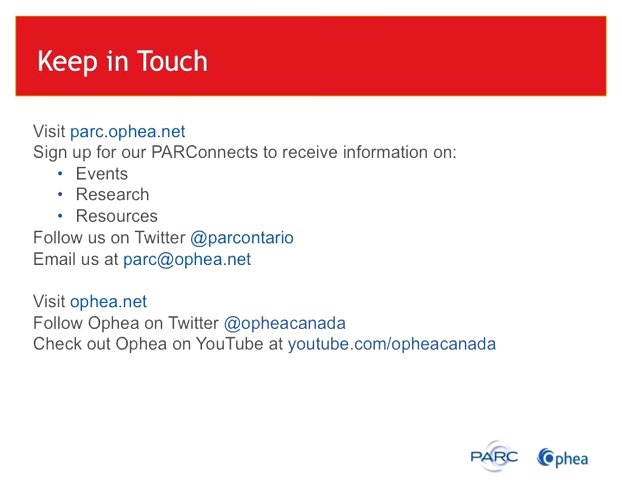 Keep in Touch
Visit parc.ophea.net
Sign up for our PARConnects to receive information on:
• Events
• Research
• Resources
Follow us on Twitter @parcontario
Email us at parc@ophea.net
Visit ophea.net
Follow Ophea on Twitter @opheacanada
Check out Ophea on YouTube at youtube.com/opheacanada
PARC Ophea